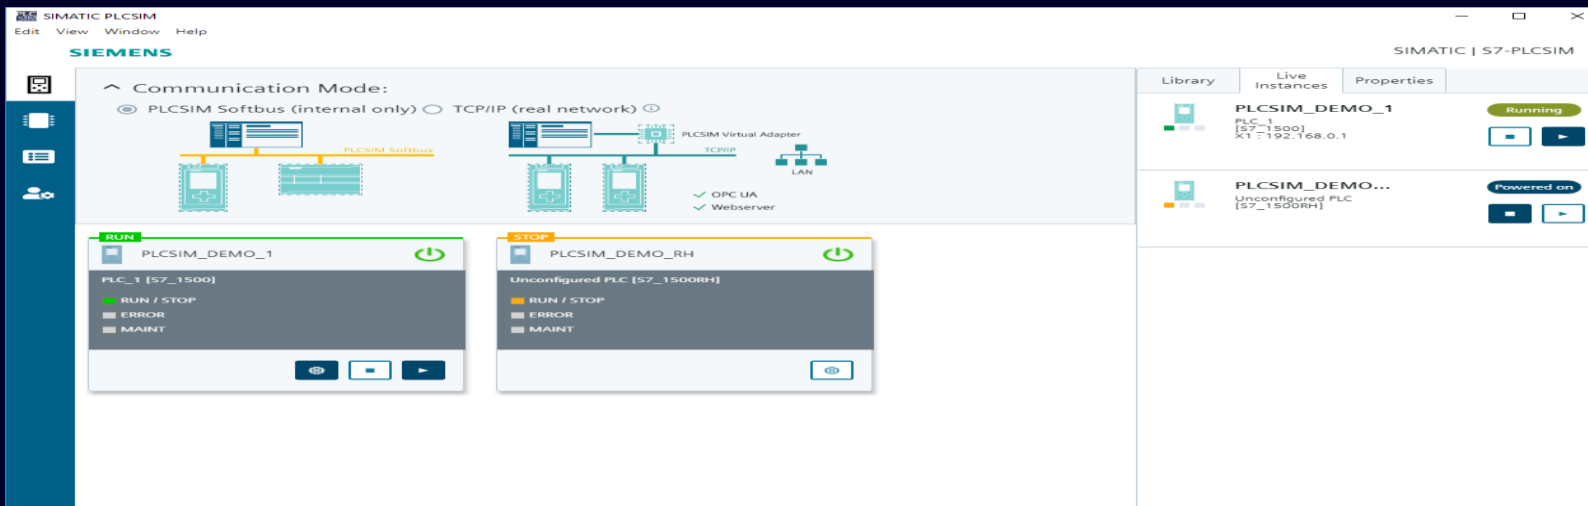 SIMATIC PLCSIM
Edit View Window Help
SIEMENS
SIMATIC | S7-PLCSIM
Communication Mode:
PLCSIM Softbus (internal only) TCP/IP (real network)
PLCSIM Softbus
PLCSIM Virtual Adapter
TCP/IP
LAN
OPC UA
Webserver
RUN
PLCSIM_DEMO_1
PLC_1 [S7_1500]
RUN / STOP
ERROR
MAINT
STOP
PLCSIM_DEMO_RH
Unconfigured PLC [S7_1500RH]
RUN / STOP
ERROR
MAINT
Library Live Instances Properties
PLCSIM_DEMO_1 Running
PLC_1
[S7_1500]
X1 : 192.168.0.1
PLCSIM_DEMO... Powered on
Unconfigured PLC
[S7_1500RH]